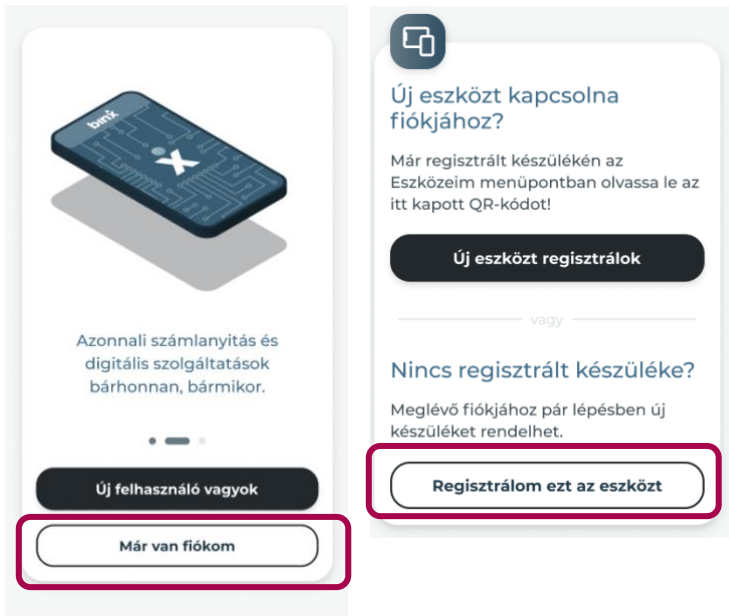 binx
Azonnali számlanyitás és
digitális szolgáltatások
bárhonnan, bármikor.
Új felhasználó vagyok
Már van fiókom
Új eszközt kapcsolna
fiókjához?
Már regisztrált készülékén az
Eszközeim menüpontban olvassa le az
itt kapott QR-kódot!
Új eszközt regisztrálok
vagy
Nincs regisztrált készüléke?
Meglévő fiókjához pár lépésben új
készüléket rendelhet.
Regisztrálom ezt az eszközt